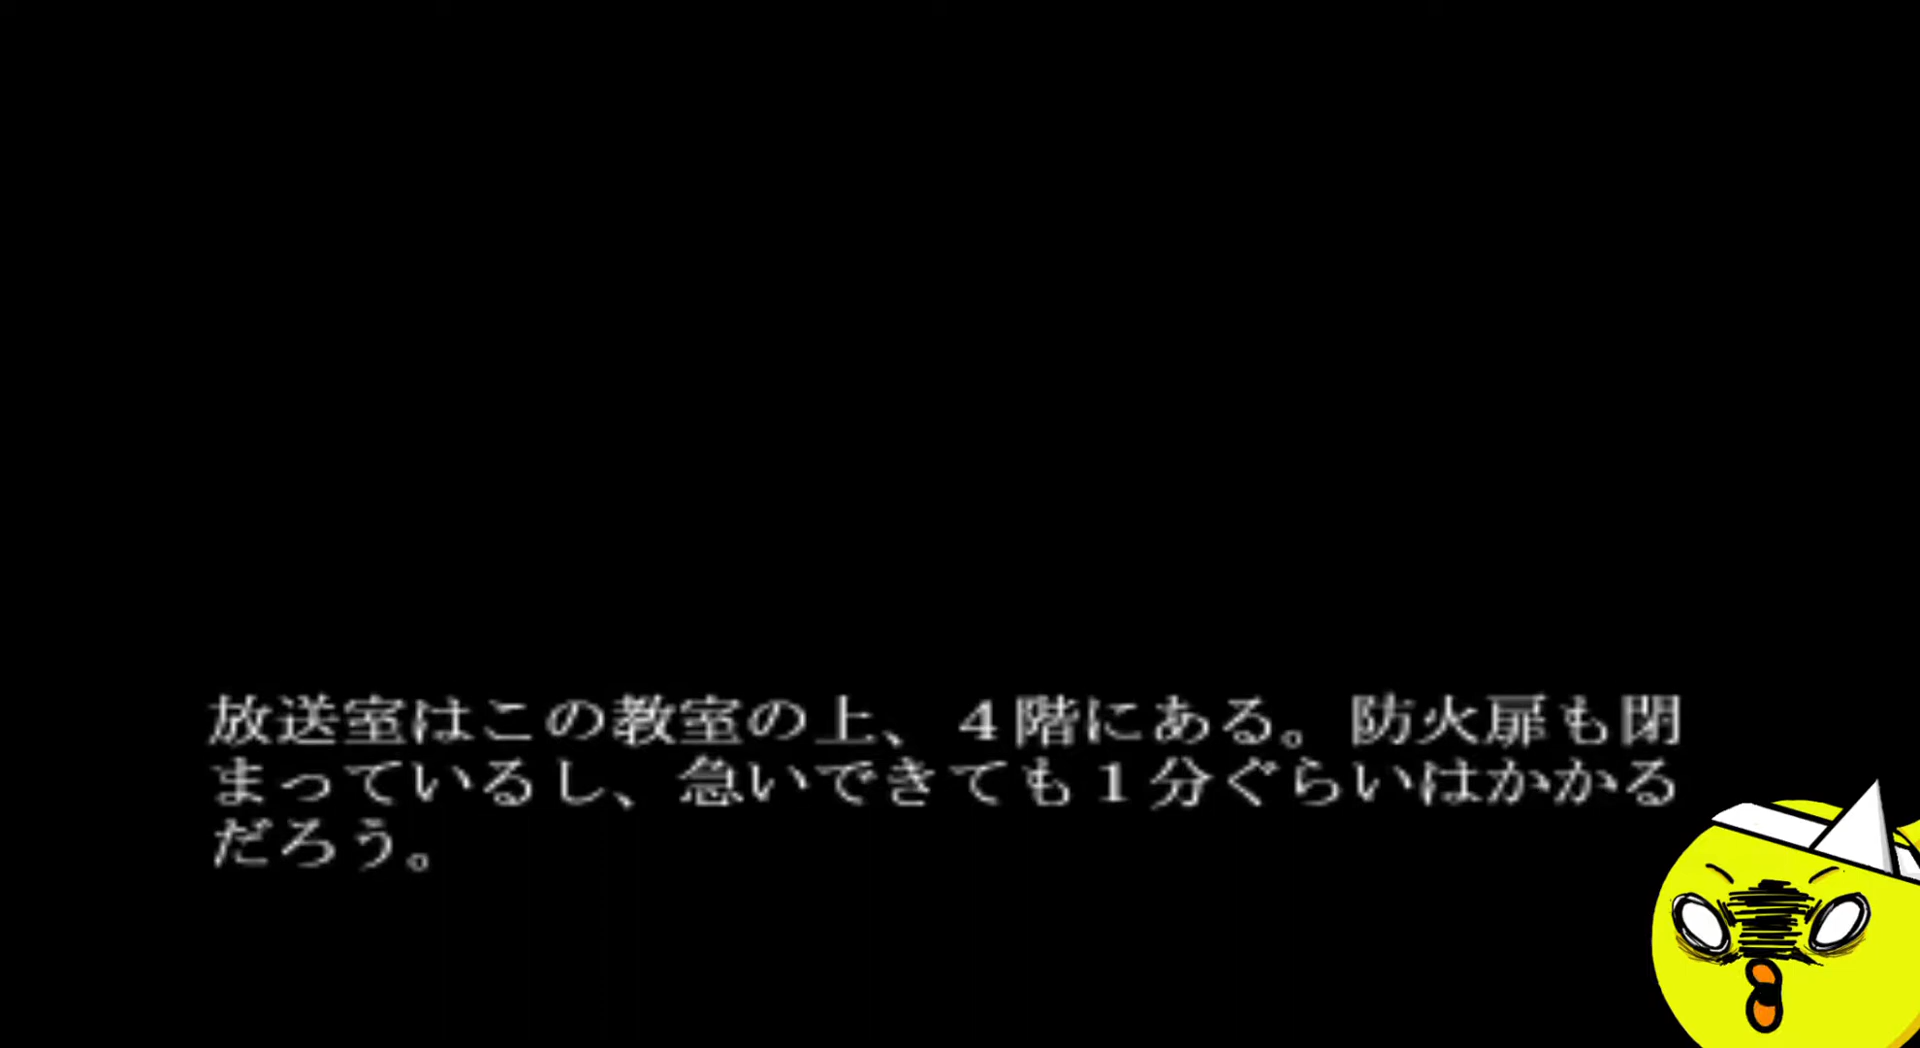 放送室はこの教室の上、４階にある。防火扉も閉
まっているし、急いできても１分ぐらいはかかる
だろう。